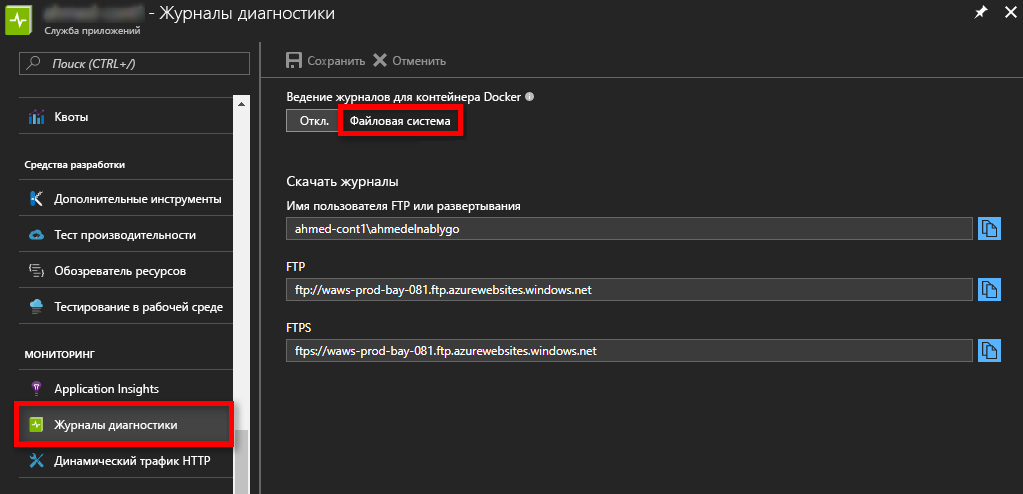 ahmed-cont1 - Журналы диагностики
Служба приложений
Поиск (CTRL+/)
Квоты
Средства разработки
Дополнительные инструменты
Тест производительности
Обозреватель ресурсов
Тестирование в рабочей среде
МОНИТОРИНГ
Application Insights
Журналы диагностики
Динамический трафик HTTP
Сохранить Отменить
Ведение журналов для контейнера Docker
Откл. Файловая система
Скачать журналы
Имя пользователя FTP или развертывания
ahmed-cont1\ahmedelnablygo
FTP
ftp://waws-prod-bay-081.ftp.azurewebsites.windows.net
FTPS
ftps://waws-prod-bay-081.ftp.azurewebsites.windows.net